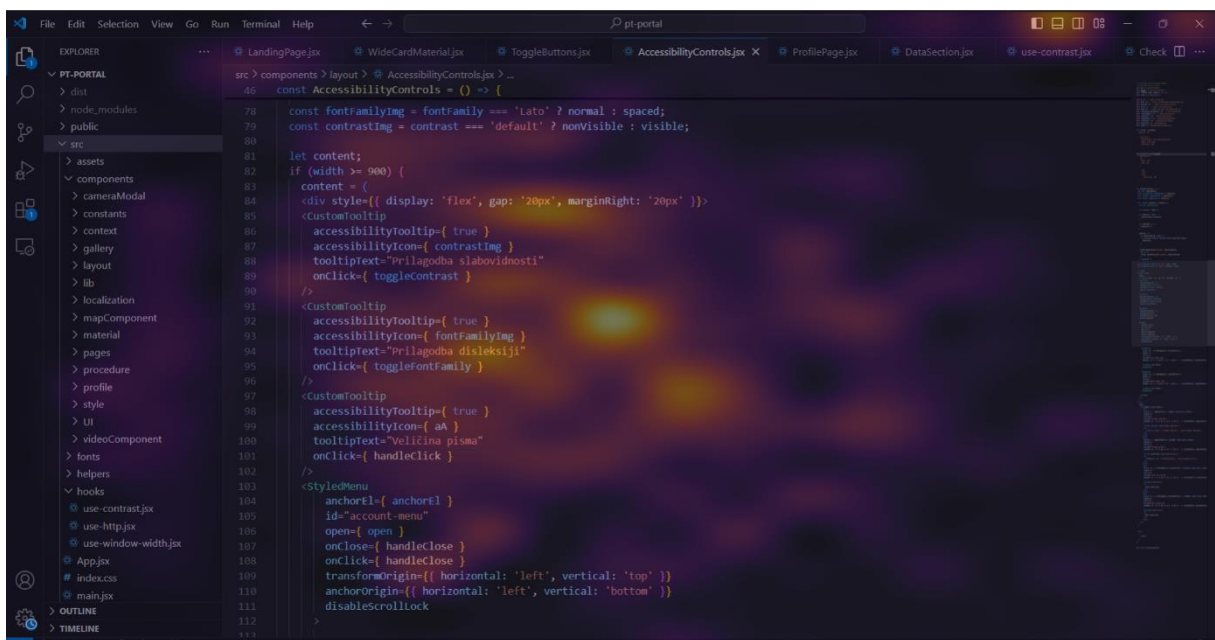 File Edit Selection View Go Run Terminal Help
pt-portal
EXPLORER
LandingPage.jsx
WideCardMaterial.jsx
ToggleButtons.jsx
AccessibilityControls.jsx
ProfilePage.jsx
DataSection.jsx
use-contrast.jsx
Check
PT-PORTAL
dist
node_modules
public
src
assets
components
cameraModal
constants
context
gallery
layout
lib
localization
mapComponent
material
pages
procedure
profile
style
UI
videoComponent
fonts
helpers
hooks
use-contrast.jsx
use-http.jsx
use-window-width.jsx
App.jsx
index.css
main.jsx
OUTLINE
TIMELINE
src > components > layout > AccessibilityControls.jsx > ...
46 const AccessibilityControls = () => {
78 const fontFamilyImg = fontFamily === 'Lato' ? normal : spaced;
79 const contrastImg = contrast === 'default' ? nonVisible : visible;
80
81 let content;
82 if (width >= 900) {
83 content = (
84 <div style={{ display: 'flex', gap: '20px', marginRight: '20px' }}>
85 <CustomTooltip
86 accessibilityTooltip={ true }
87 accessibilityIcon={ contrastImg }
88 tooltipText="Prilagodba slabovidnosti"
89 onClick={ toggleContrast }
90 />
91 <CustomTooltip
92 accessibilityTooltip={ true }
93 accessibilityIcon={ fontFamilyImg }
94 tooltipText="Prilagodba disleksiji"
95 onClick={ toggleFontFamily }
96 />
97 <CustomTooltip
98 accessibilityTooltip={ true }
99 accessibilityIcon={ aA }
100 tooltipText="Veličina pisma"
101 onClick={ handleClick }
102 />
103 <StyledMenu
104 anchorEl={ anchorEl }
105 id="account-menu"
106 open={ open }
107 onClose={ handleClose }
108 onClick={ handleClose }
109 transformOrigin={{ horizontal: 'left', vertical: 'top' }}
110 anchorOrigin={{ horizontal: 'left', vertical: 'bottom' }}
111 disableScrollLock
112 >